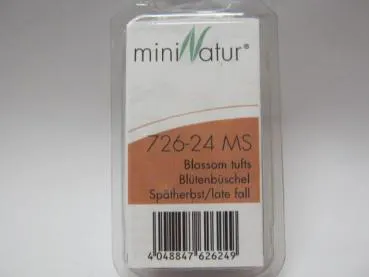 miniNatur®
726-24 MS
Blossom tufts
Blütenbüschel
Spätherbst/late fall
4 048847 626249